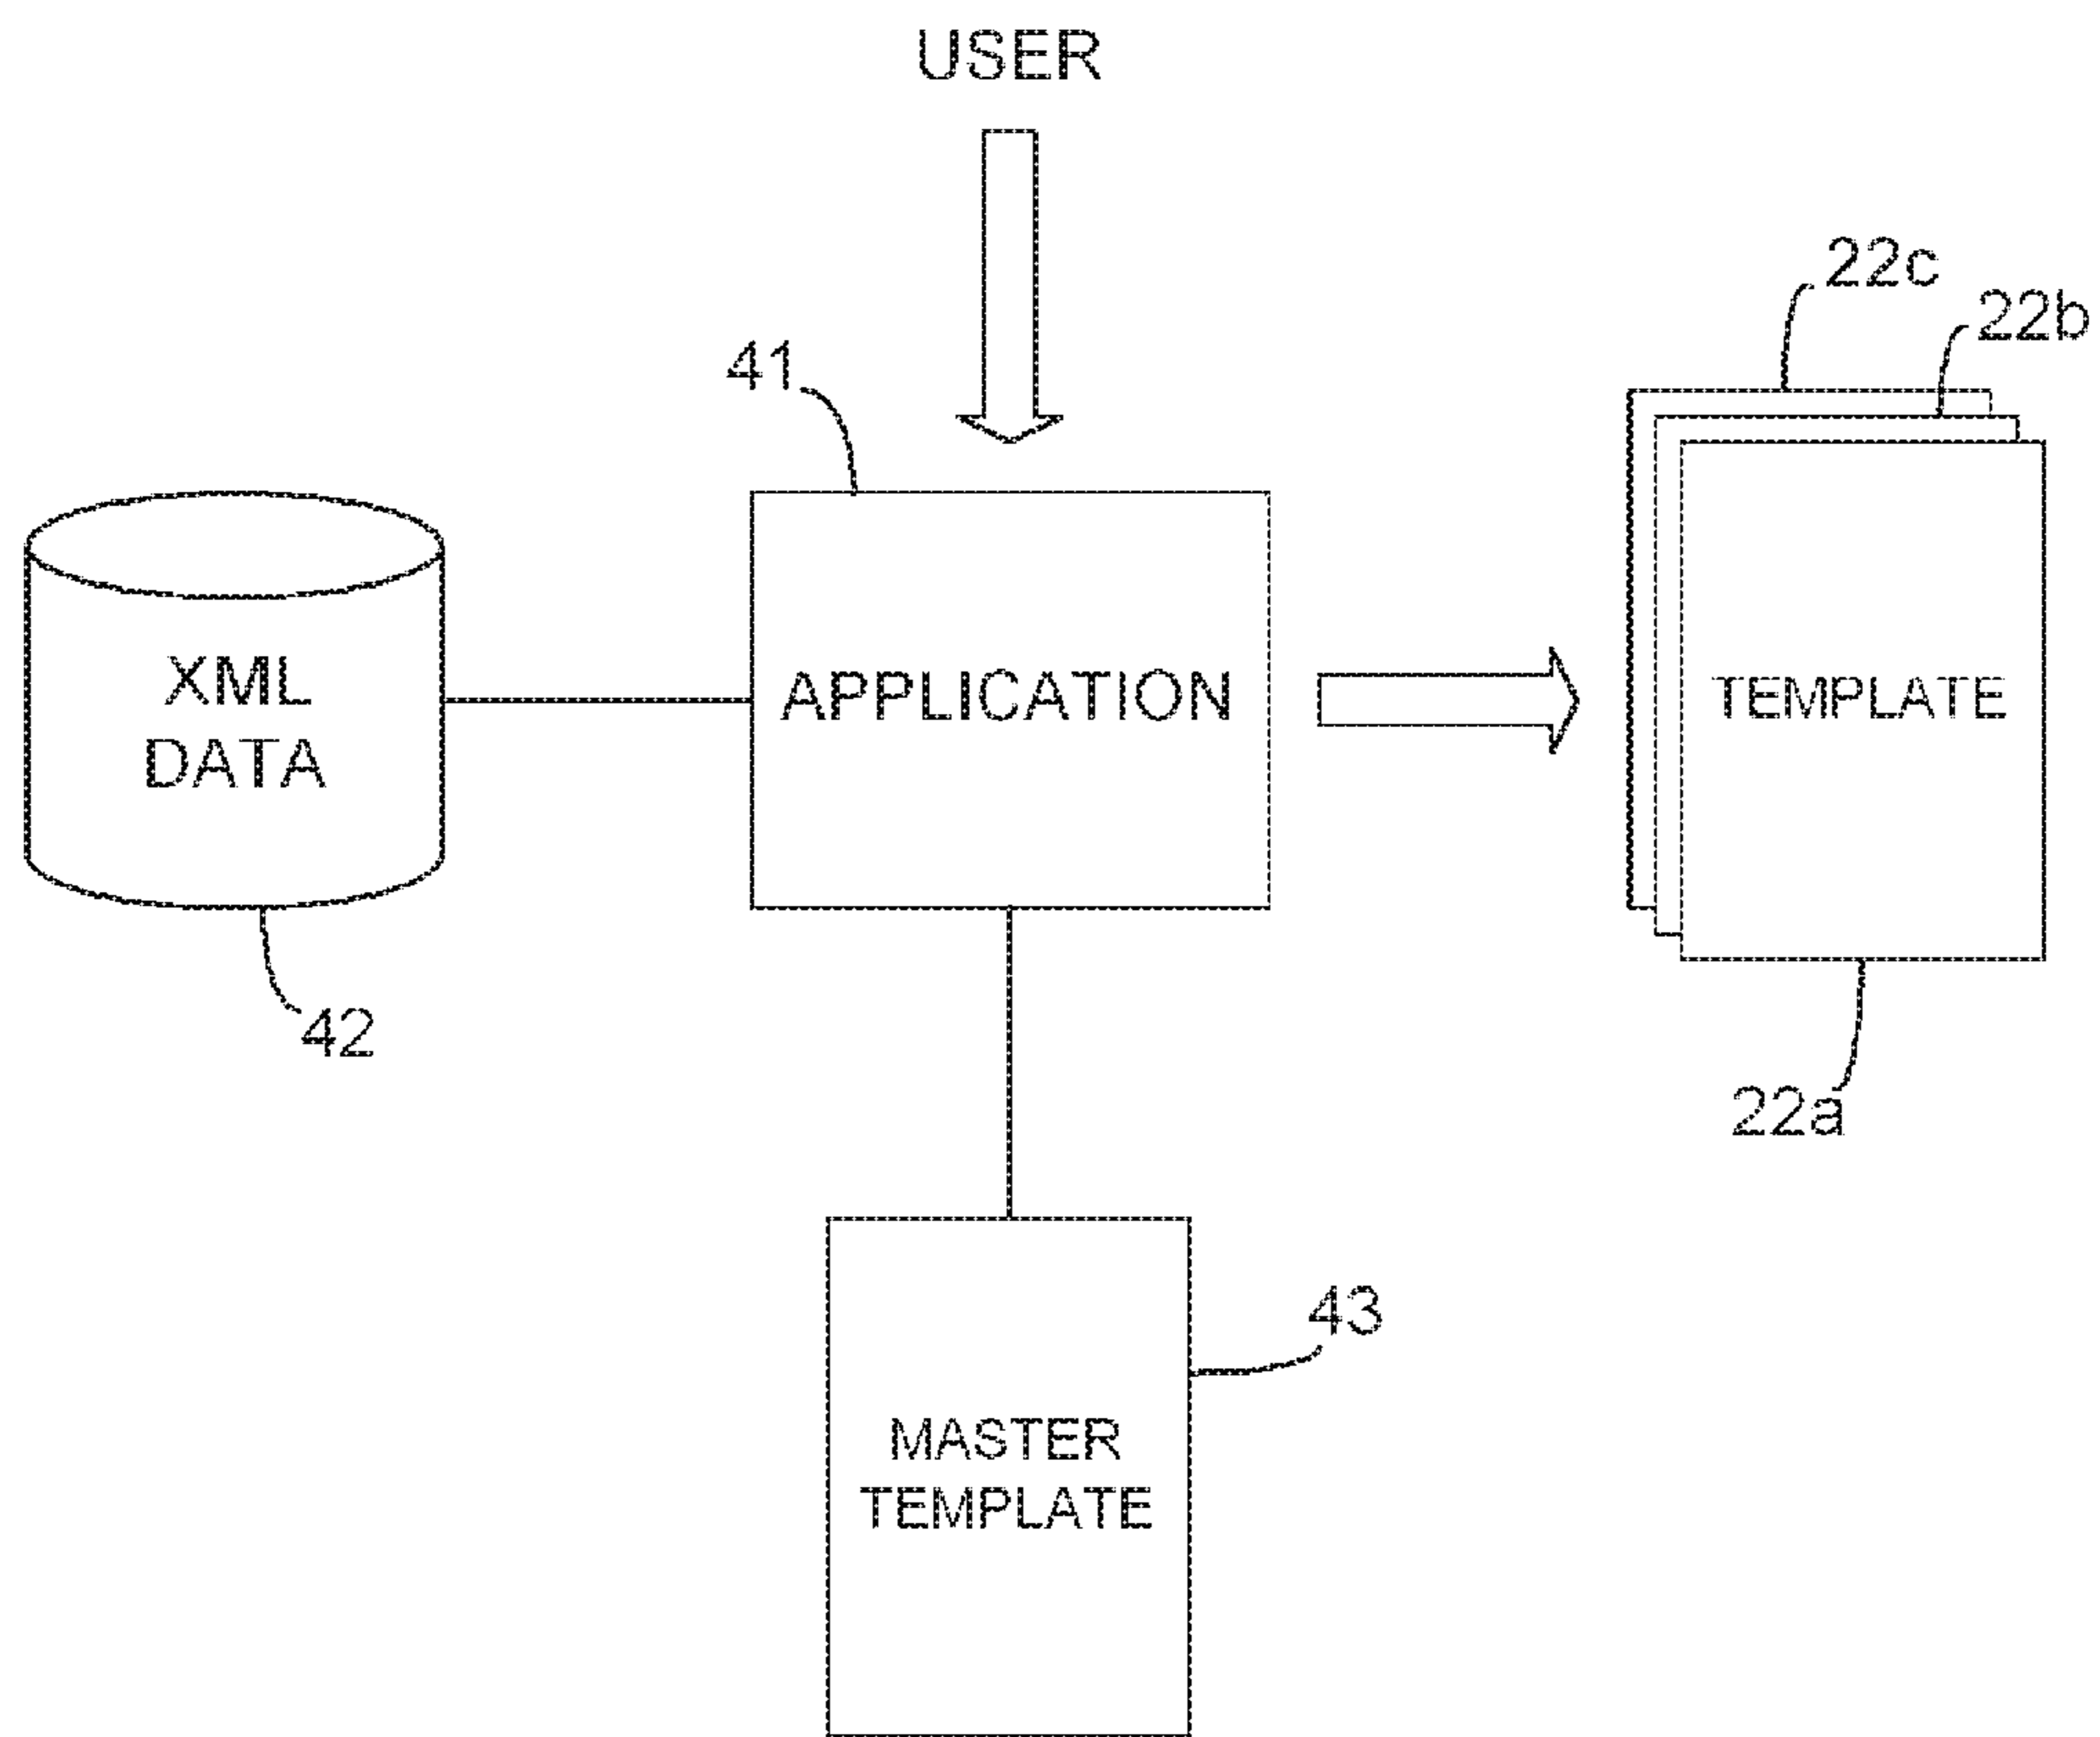 USER
22c
22b
41
XML
DATA
APPLICATION
TEMPLATE
42
22a
43
MASTER
TEMPLATE